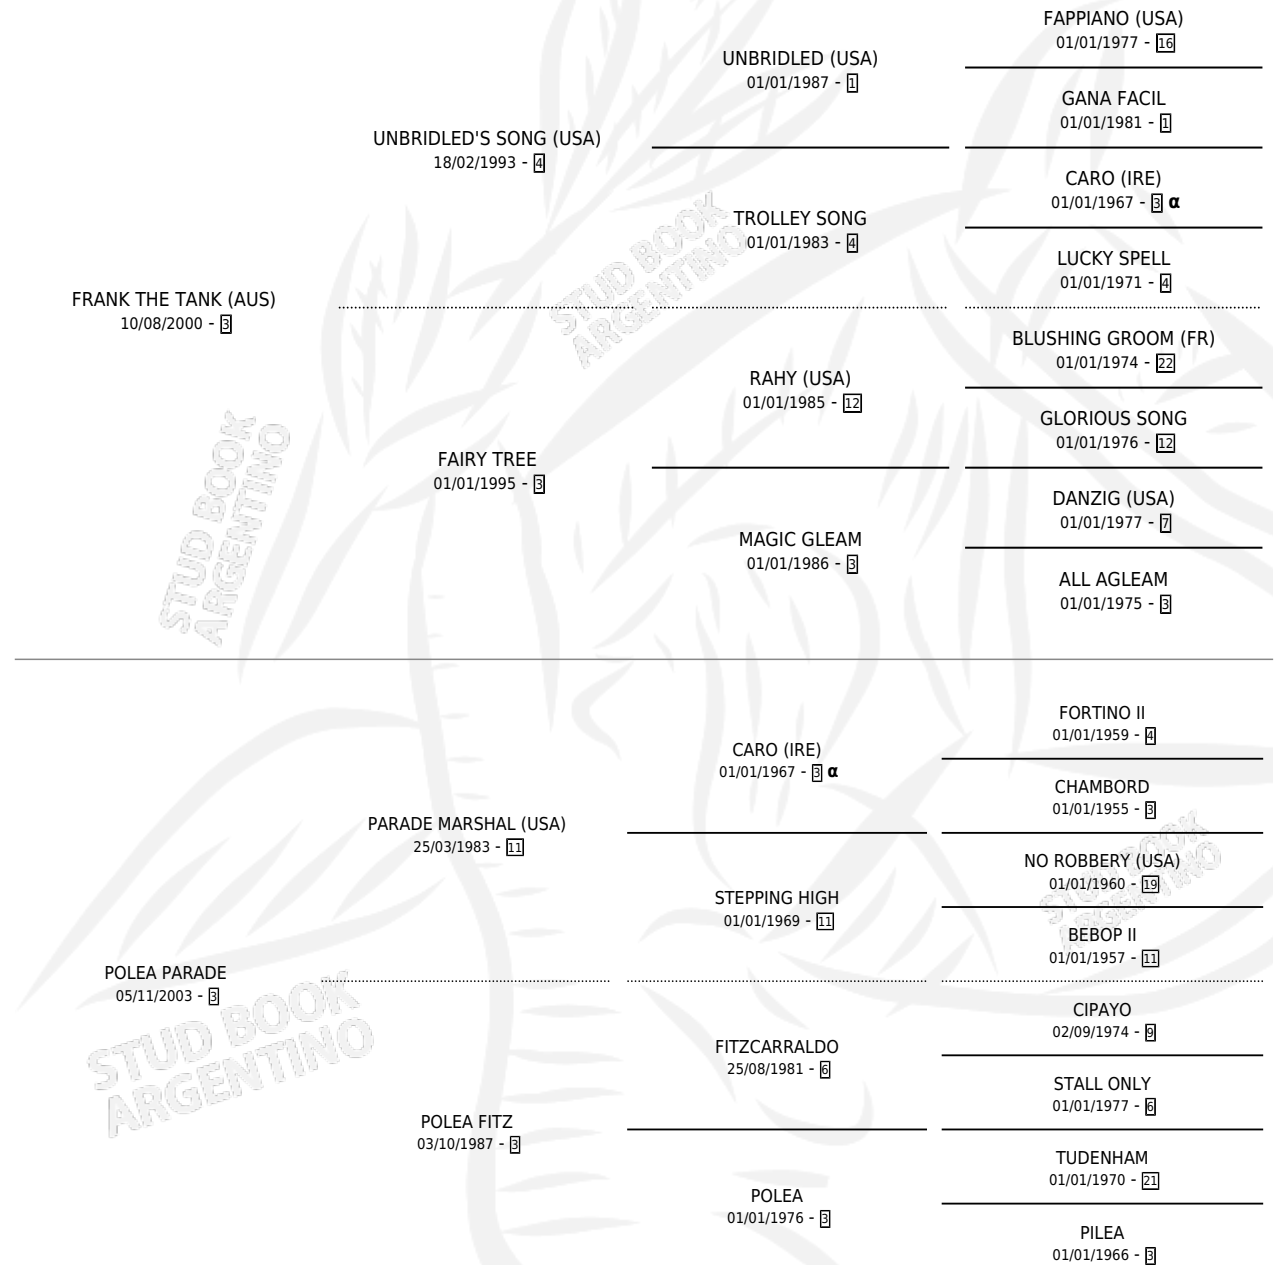 FAPPIANO (USA)
01/01/1977 - 16
UNBRIDLED (USA)
01/01/1987 - 1
GANA FACIL
01/01/1981 - 1
UNBRIDLED'S SONG (USA)
18/02/1993 - 4
CARO (IRE)
01/01/1967 - 3 α
TROLLEY SONG
01/01/1983 - 4
LUCKY SPELL
01/01/1971 - 4
STUD BOOK
ARGENTINO
FRANK THE TANK (AUS)
10/08/2000 - 3
BLUSHING GROOM (FR)
01/01/1974 - 22
RAHY (USA)
01/01/1985 - 12
GLORIOUS SONG
01/01/1976 - 12
FAIRY TREE
01/01/1995 - 3
DANZIG (USA)
01/01/1977 - 7
MAGIC GLEAM
01/01/1986 - 3
ALL AGLEAM
01/01/1975 - 3
STUD BOOK
ARGENTINO
FORTINO II
01/01/1959 - 4
CARO (IRE)
01/01/1967 - 3 α
CHAMBORD
01/01/1955 - 3
PARADE MARSHAL (USA)
25/03/1983 - 11
NO ROBBERY (USA)
01/01/1960 - 19
STEPPING HIGH
01/01/1969 - 11
BEBOP II
01/01/1957 - 11
STUD BOOK
ARGENTINO
POLEA PARADE
05/11/2003 - 3
CIPAYO
02/09/1974 - 9
FITZCARRALDO
25/08/1981 - 6
STALL ONLY
01/01/1977 - 6
STUD BOOK
ARGENTINO
POLEA FITZ
03/10/1987 - 3
TUDENHAM
01/01/1970 - 21
POLEA
01/01/1976 - 3
PILEA
01/01/1966 - 3